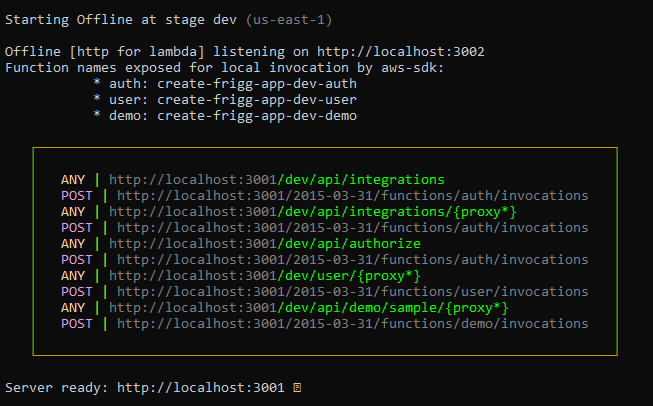 Starting Offline at stage dev (us-east-1)
Offline [http for lambda] listening on http://localhost:3002
Function names exposed for local invocation by aws-sdk:
* auth: create-frigg-app-dev-auth
* user: create-frigg-app-dev-user
* demo: create-frigg-app-dev-demo
ANY | http://localhost:3001/dev/api/integrations
POST | http://localhost:3001/2015-03-31/functions/auth/invocations
ANY | http://localhost:3001/dev/api/integrations/{proxy*}
POST | http://localhost:3001/2015-03-31/functions/auth/invocations
ANY | http://localhost:3001/dev/api/authorize
POST | http://localhost:3001/2015-03-31/functions/auth/invocations
ANY | http://localhost:3001/dev/user/{proxy*}
POST | http://localhost:3001/2015-03-31/functions/user/invocations
ANY | http://localhost:3001/dev/api/demo/sample/{proxy*}
POST | http://localhost:3001/2015-03-31/functions/demo/invocations
Server ready: http://localhost:3001